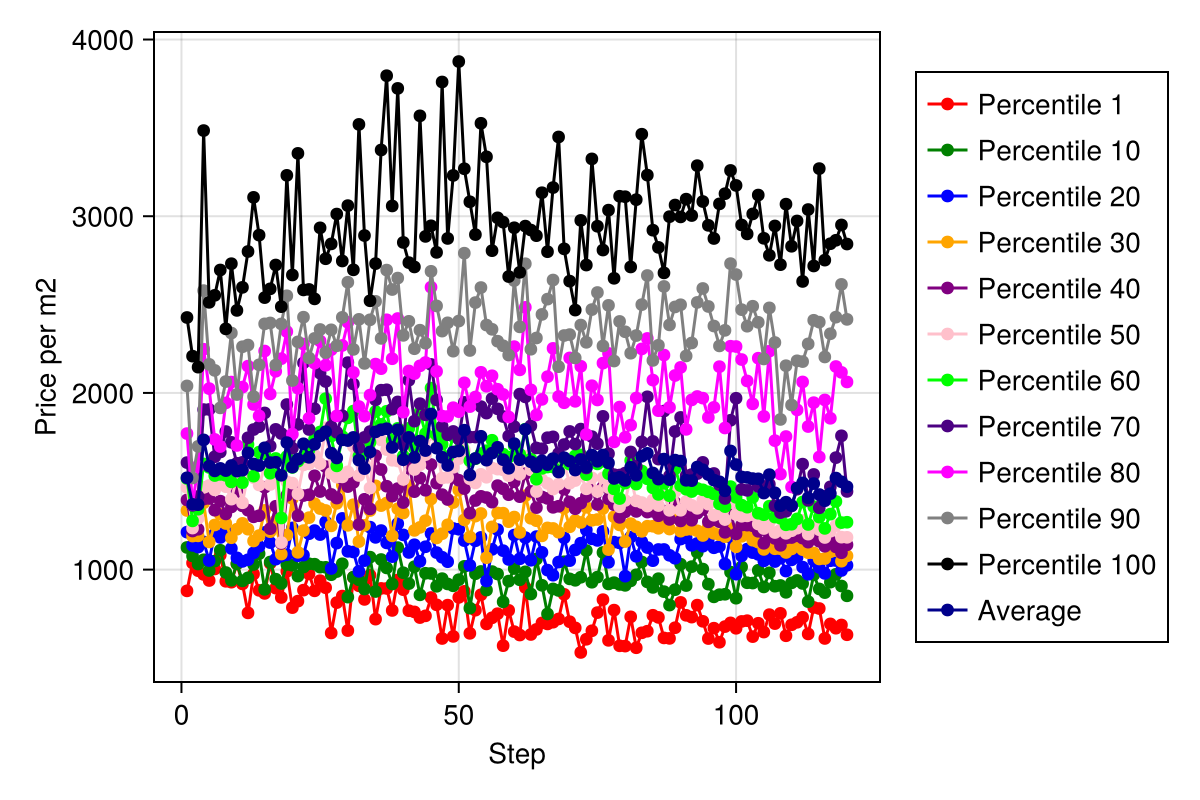 4000
3000
2000
1000
Price per m2
0
50
100
Step
Percentile 1
Percentile 10
Percentile 20
Percentile 30
Percentile 40
Percentile 50
Percentile 60
Percentile 70
Percentile 80
Percentile 90
Percentile 100
Average